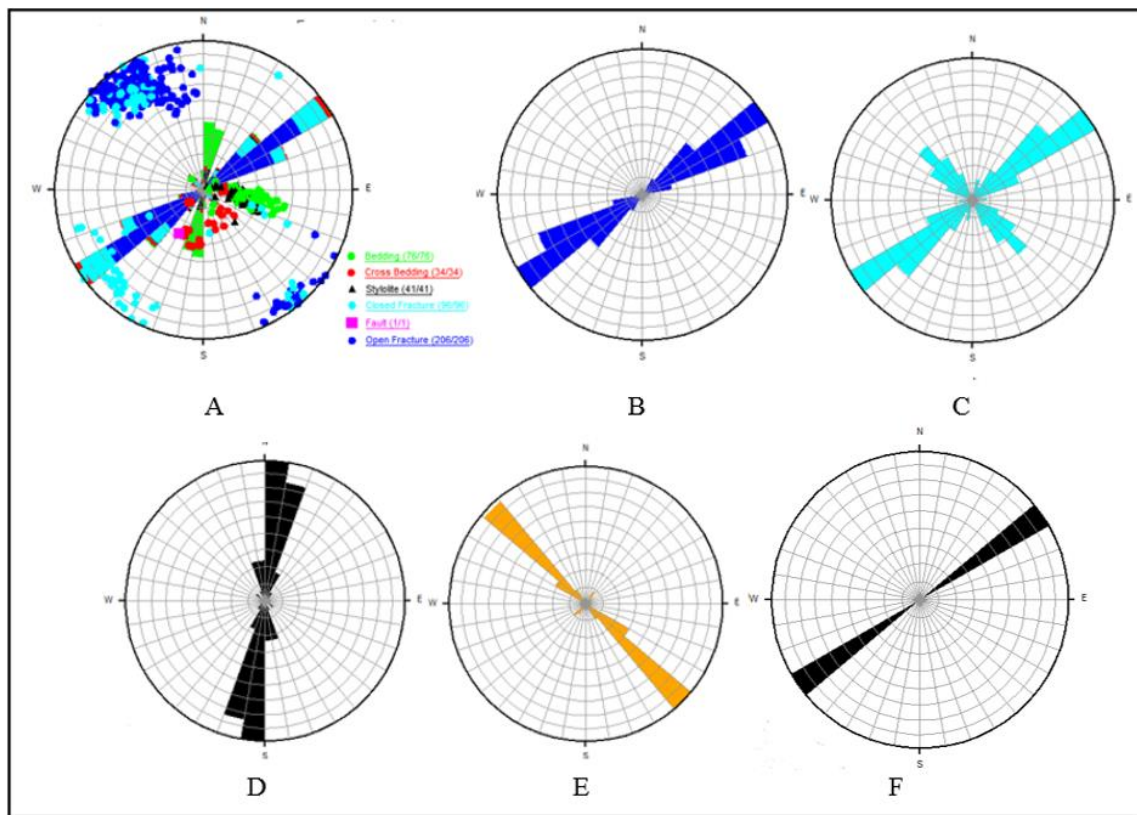 N
N
N
W
E
W
E
W
E
Bedding (76/76)
Cross Bedding (34/34)
Stylolite (41/41)
Closed Fracture (96/96)
Fault (1/1)
Open Fracture (206/206)
S
S
S
A
B
C
N
N
W
E
W
E
W
E
S
S
S
D
E
F